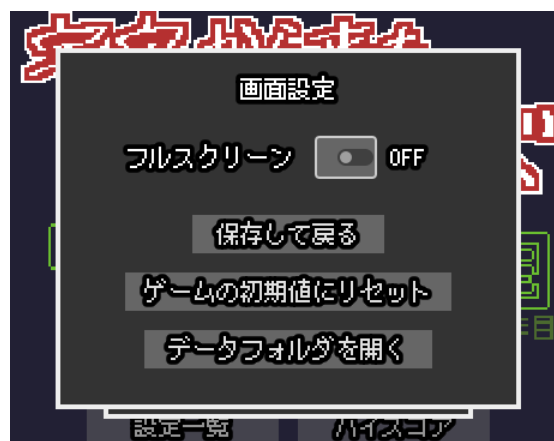 画面設定
フルスクリーン OFF
保存して戻る
ゲームの初期値にリセット
データフォルダを開く
設定一覧 ハイスコア